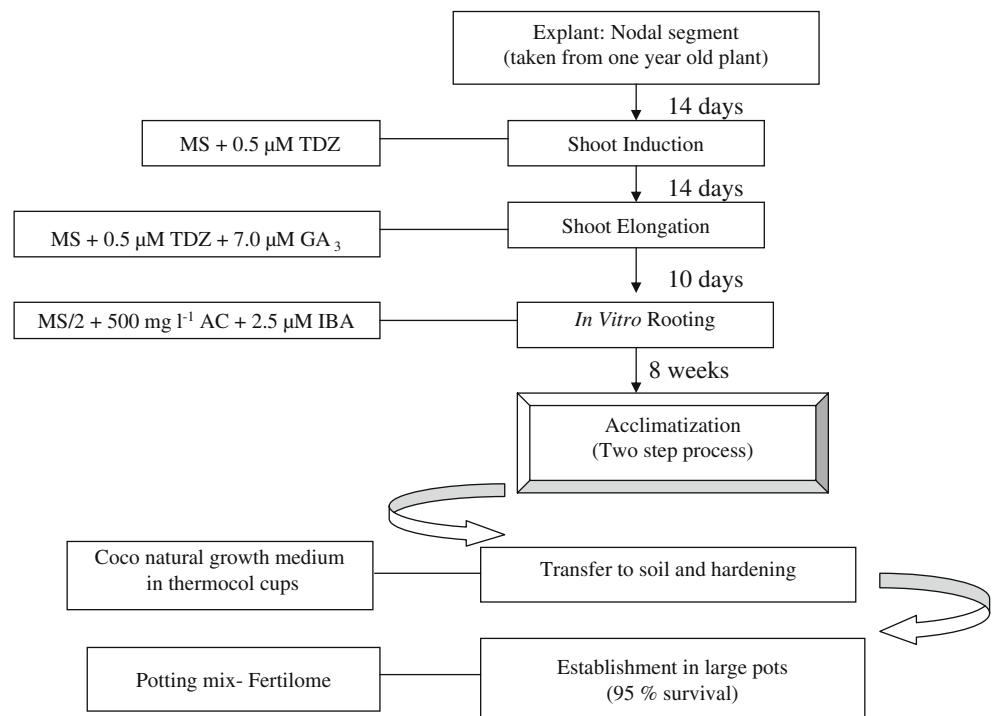 Explant: Nodal segment
(taken from one year old plant)
14 days
MS + 0.5 µM TDZ
Shoot Induction
14 days
MS + 0.5 µM TDZ + 7.0 µM GA₃
Shoot Elongation
10 days
MS/2 + 500 mg l⁻¹ AC + 2.5 µM IBA
In Vitro Rooting
8 weeks
Acclimatization
(Two step process)
Coco natural growth medium
in thermocol cups
Transfer to soil and hardening
Potting mix- Fertilome
Establishment in large pots
(95 % survival)